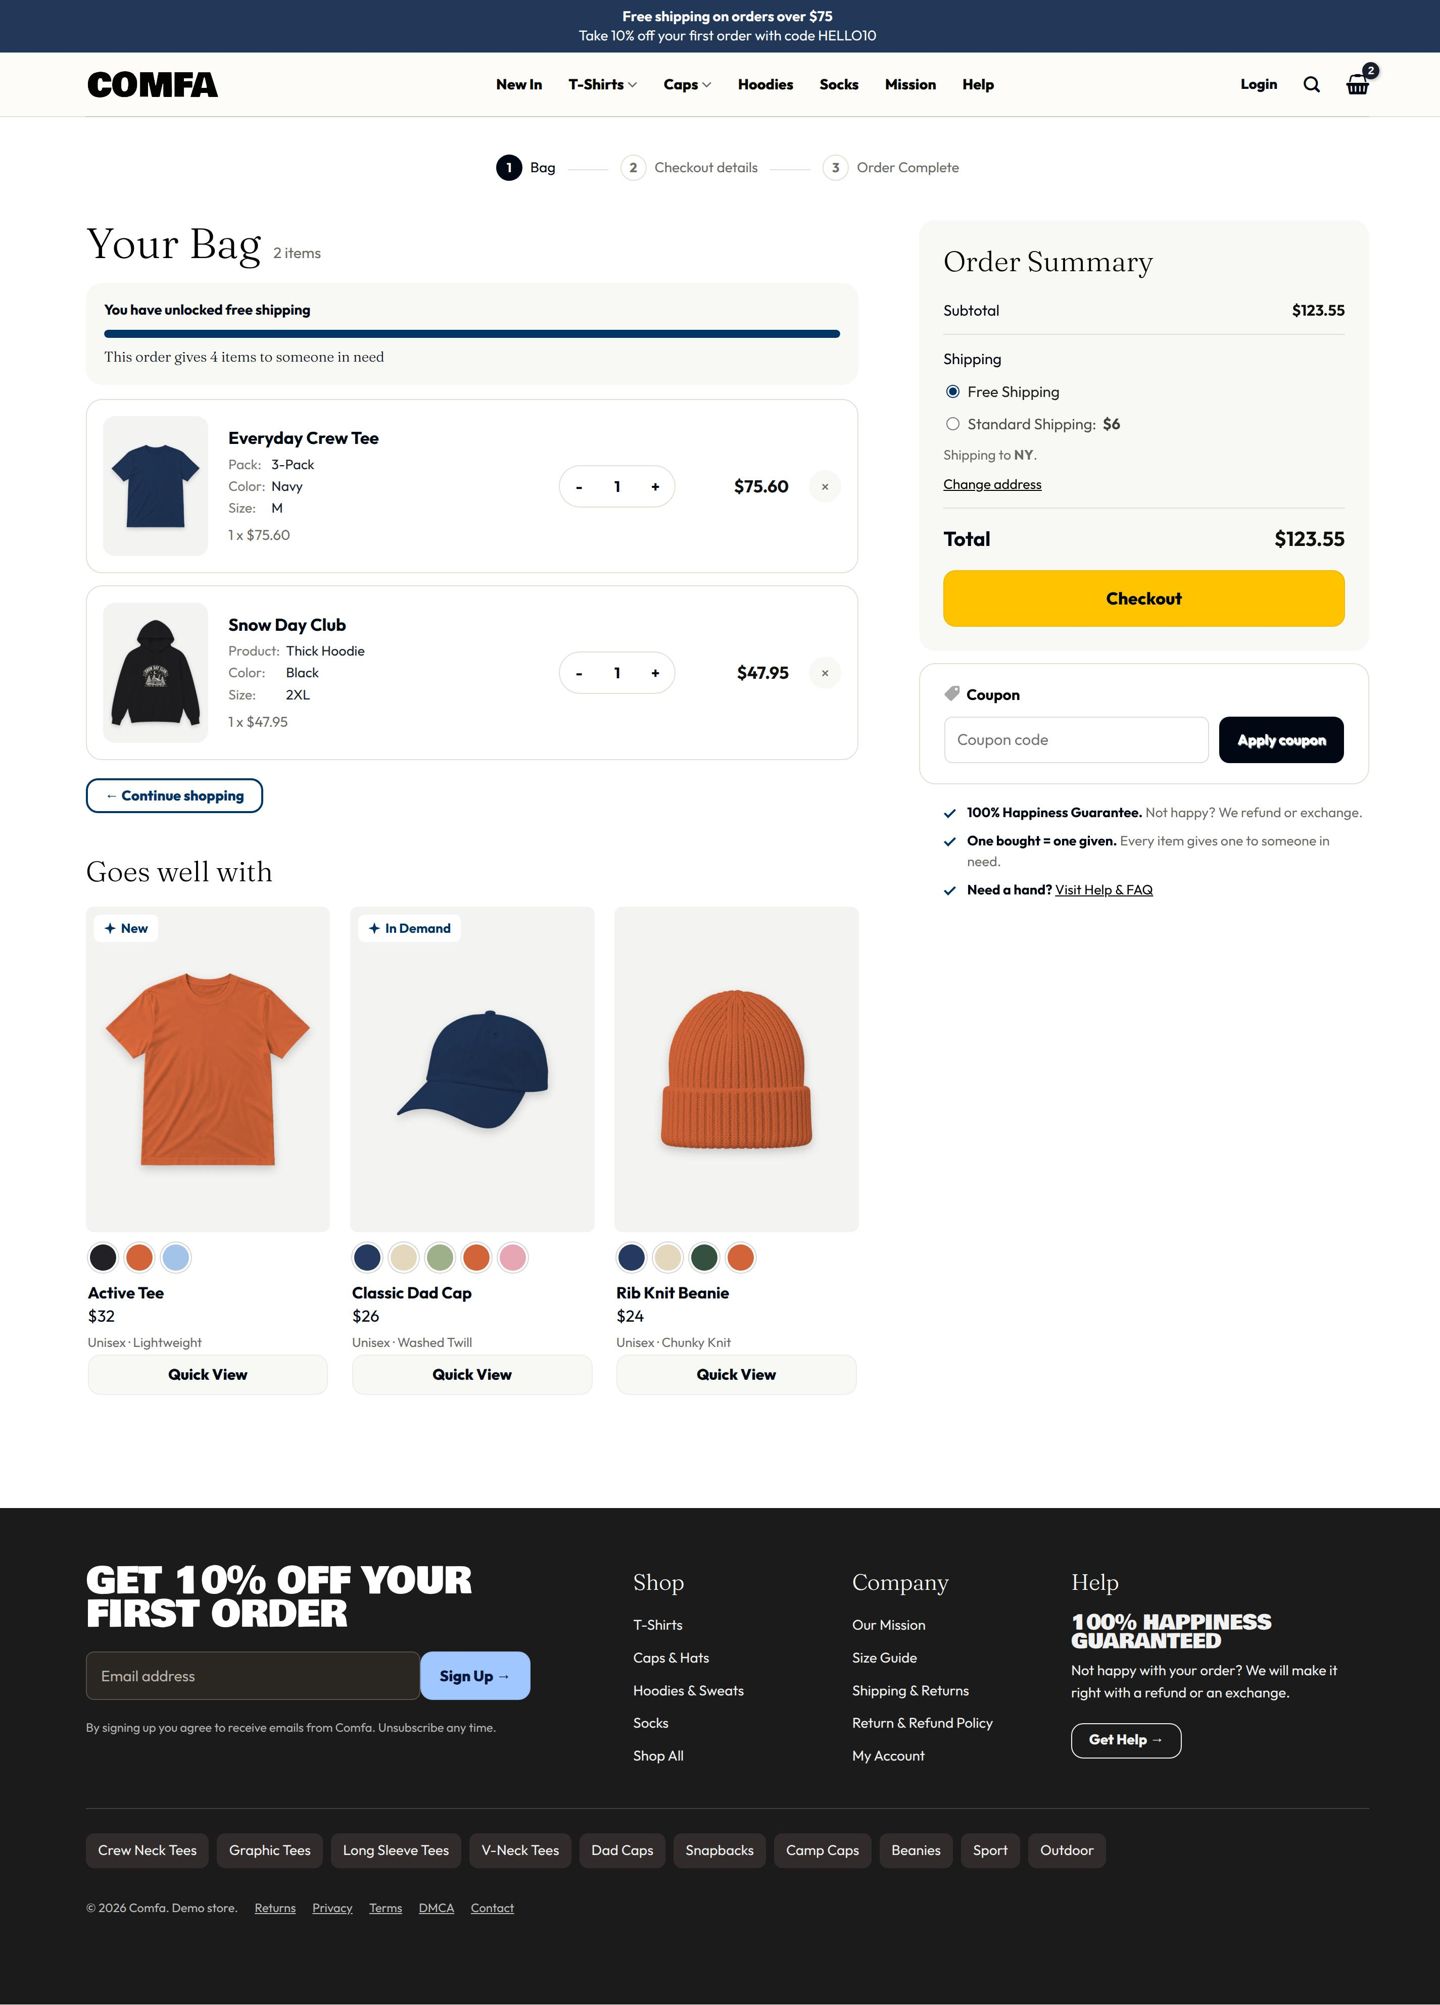 Free shipping on orders over $75
Take 10% off your first order with code HELLO10
COMFA
New In
T-Shirts
Caps
Hoodies
Socks
Mission
Help
Login
2
1 Bag
2 Checkout details
3 Order Complete
Your Bag 2 items
You have unlocked free shipping
This order gives 4 items to someone in need
Everyday Crew Tee
Pack: 3-Pack
Color: Navy
Size: M
1 x $75.60
- 1 +
$75.60
×
SNOW DAY CLUB
Snow Day Club
Product: Thick Hoodie
Color: Black
Size: 2XL
1 x $47.95
- 1 +
$47.95
×
← Continue shopping
Order Summary
Subtotal $123.55
Shipping
Free Shipping
Standard Shipping: $6
Shipping to NY.
Change address
Total $123.55
Checkout
Coupon
Coupon code
Apply coupon
100% Happiness Guarantee. Not happy? We refund or exchange.
One bought = one given. Every item gives one to someone in
need.
Need a hand? Visit Help & FAQ
Goes well with
New
Active Tee
$32
Unisex · Lightweight
Quick View
In Demand
Classic Dad Cap
$26
Unisex · Washed Twill
Quick View
Rib Knit Beanie
$24
Unisex · Chunky Knit
Quick View
GET 10% OFF YOUR
FIRST ORDER
Email address
Sign Up →
By signing up you agree to receive emails from Comfa. Unsubscribe any time.
Shop
T-Shirts
Caps & Hats
Hoodies & Sweats
Socks
Shop All
Company
Our Mission
Size Guide
Shipping & Returns
Return & Refund Policy
My Account
Help
100% HAPPINESS
GUARANTEED
Not happy with your order? We will make it
right with a refund or an exchange.
Get Help →
Crew Neck Tees
Graphic Tees
Long Sleeve Tees
V-Neck Tees
Dad Caps
Snapbacks
Camp Caps
Beanies
Sport
Outdoor
© 2026 Comfa. Demo store.
Returns
Privacy
Terms
DMCA
Contact